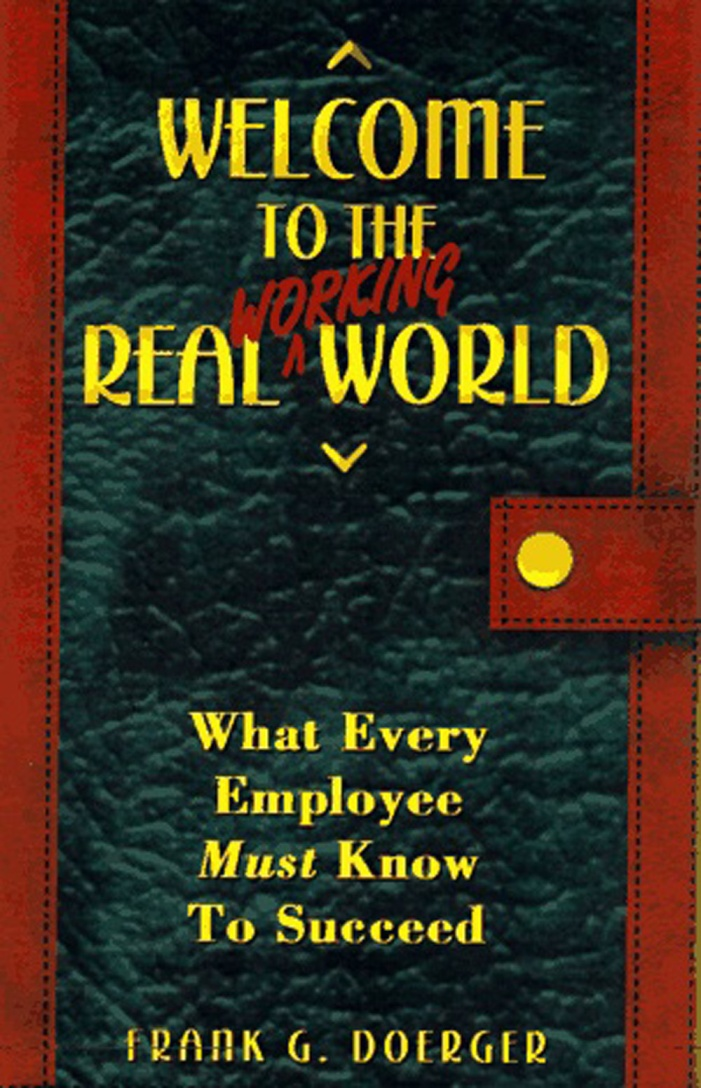 WELCOME
TO THE
WORKING
REAL WORLD
What Every
Employee
Must Know
To Succeed
FRANK G. DOERGER